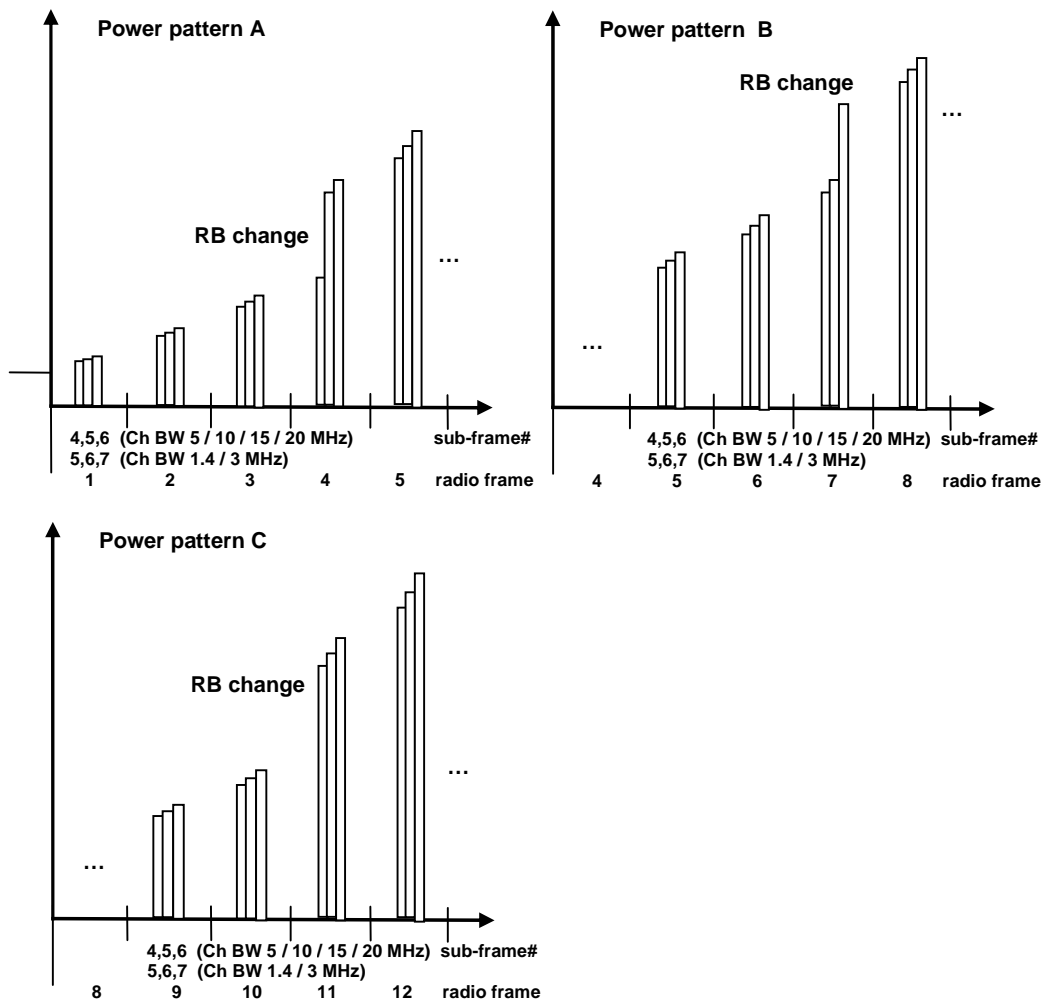 Power pattern A
RB change
...
4,5,6 (Ch BW 5 / 10 / 15 / 20 MHz) sub-frame#
5,6,7 (Ch BW 1.4 / 3 MHz)
1 2 3 4 5 radio frame
Power pattern B
RB change
...
...
4,5,6 (Ch BW 5 / 10 / 15 / 20 MHz) sub-frame#
5,6,7 (Ch BW 1.4 / 3 MHz)
4 5 6 7 8 radio frame
Power pattern C
RB change
...
...
4,5,6 (Ch BW 5 / 10 / 15 / 20 MHz) sub-frame#
5,6,7 (Ch BW 1.4 / 3 MHz)
8 9 10 11 12 radio frame